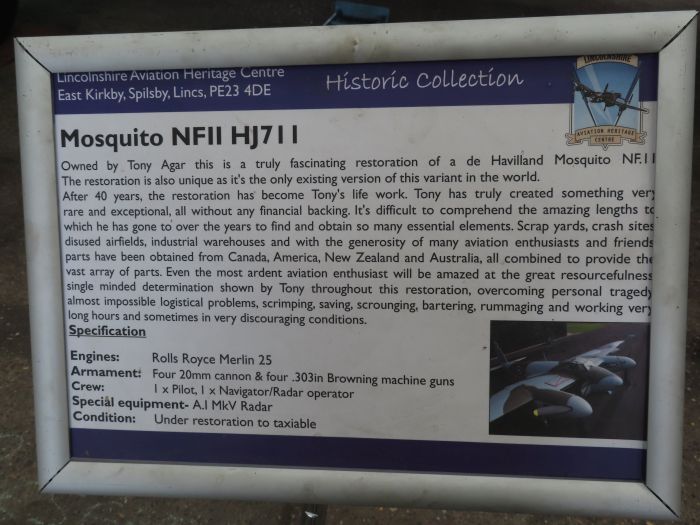 Lincolnshire Aviation Heritage Centre
East Kirkby, Spilsby, Lincs, PE23 4DE
Historic Collection
LINCOLNSHIRE
AVIATION HERITAGE
CENTRE
Mosquito NFII HJ711
Owned by Tony Agar this is a truly fascinating restoration of a de Havilland Mosquito NF.II
The restoration is also unique as it's the only existing version of this variant in the world.
After 40 years, the restoration has become Tony's life work. Tony has truly created something very
rare and exceptional, all without any financial backing. It's difficult to comprehend the amazing lengths to
which he has gone to over the years to find and obtain so many essential elements. Scrap yards, crash sites
disused airfields, industrial warehouses and with the generosity of many aviation enthusiasts and friends
parts have been obtained from Canada, America, New Zealand and Australia, all combined to provide the
vast array of parts. Even the most ardent aviation enthusiast will be amazed at the great resourcefulness
single minded determination shown by Tony throughout this restoration, overcoming personal tragedy
almost impossible logistical problems, scrimping, saving, scrounging, bartering, rummaging and working very
long hours and sometimes in very discouraging conditions.
Specification
Engines: Rolls Royce Merlin 25
Armament: Four 20mm cannon & four .303in Browning machine guns
Crew: 1 x Pilot, 1 x Navigator/Radar operator
Special equipment- A.I MkV Radar
Condition: Under restoration to taxiable